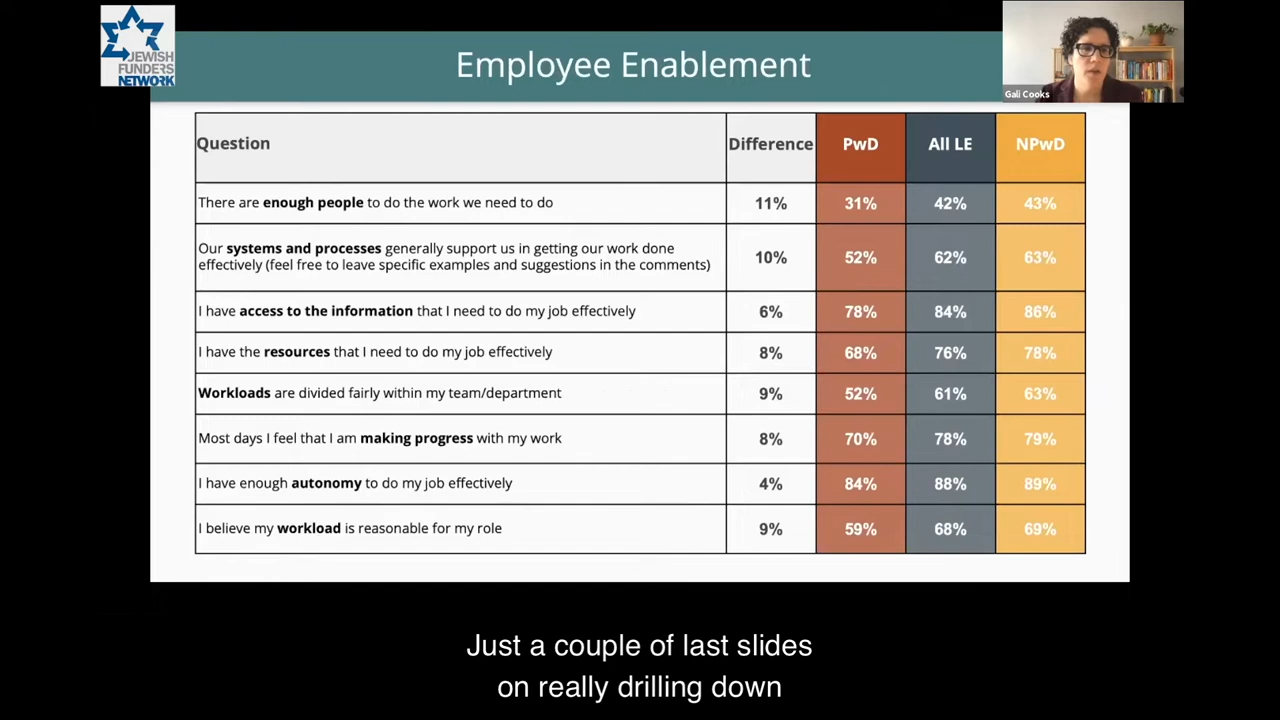 JEWISH
FUNDERS
NETWORK
Employee Enablement
Gali Cooks
Question Difference PwD All LE NPwD
There are enough people to do the work we need to do 11% 31% 42% 43%
Our systems and processes generally support us in getting our work done
effectively (feel free to leave specific examples and suggestions in the comments) 10% 52% 62% 63%
I have access to the information that I need to do my job effectively 6% 78% 84% 86%
I have the resources that I need to do my job effectively 8% 68% 76% 78%
Workloads are divided fairly within my team/department 9% 52% 61% 63%
Most days I feel that I am making progress with my work 8% 70% 78% 79%
I have enough autonomy to do my job effectively 4% 84% 88% 89%
I believe my workload is reasonable for my role 9% 59% 68% 69%
Just a couple of last slides
on really drilling down